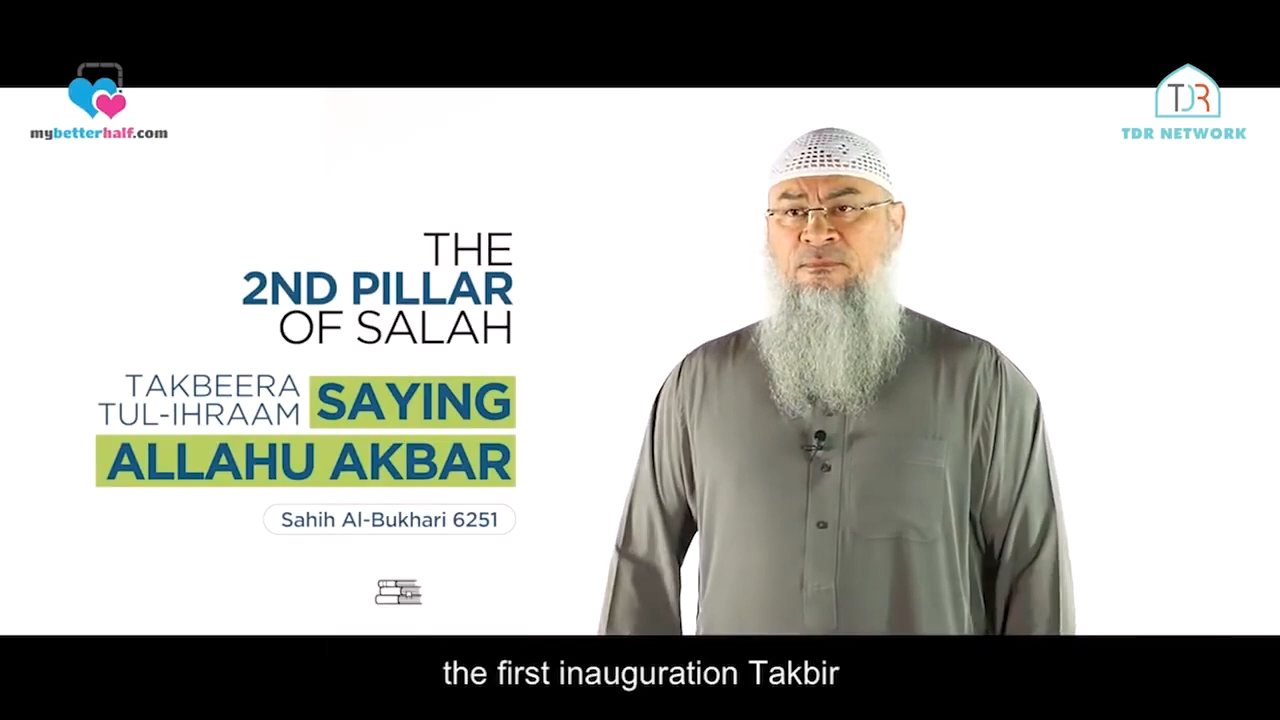 mybetterhalf.com
TDR
TDR NETWORK
THE
2ND PILLAR
OF SALAH
TAKBEERA
TUL-IHRAAM
SAYING
ALLAHU AKBAR
Sahih Al-Bukhari 6251
the first inauguration Takbir